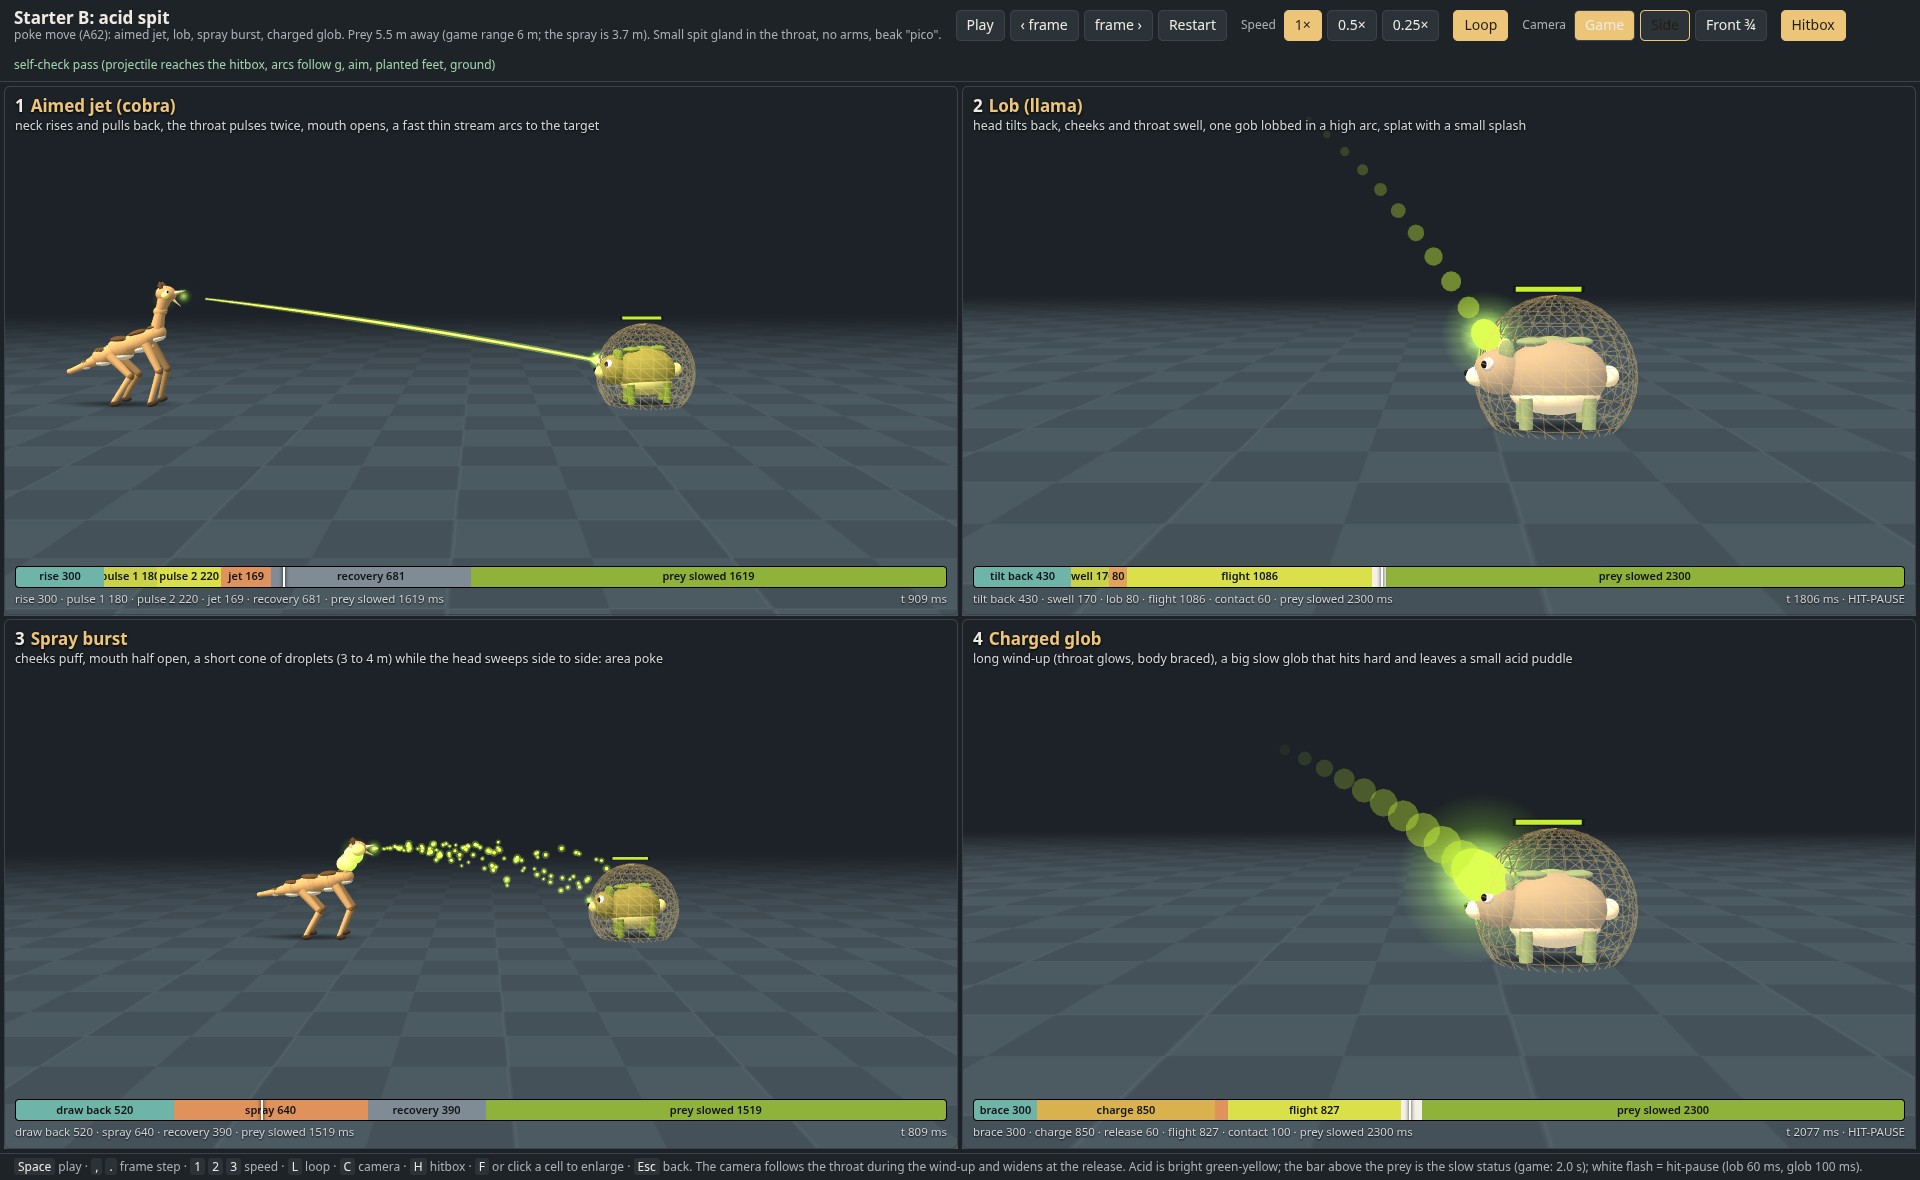 Starter B: acid spit
poke move (A62): aimed jet, lob, spray burst, charged glob. Prey 5.5 m away (game range 6 m; the spray is 3.7 m). Small spit gland in the throat, no arms, beak "pico".
Play ‹ frame frame › Restart Speed 1× 0.5× 0.25× Loop Camera Game Side Front ¾ Hitbox
self-check pass (projectile reaches the hitbox, arcs follow g, aim, planted feet, ground)
1 Aimed jet (cobra)
neck rises and pulls back, the throat pulses twice, mouth opens, a fast thin stream arcs to the target
rise 300 pulse 1 180 pulse 2 220 jet 169 recovery 681 prey slowed 1619
rise 300 · pulse 1 180 · pulse 2 220 · jet 169 · recovery 681 · prey slowed 1619 ms
t 909 ms
2 Lob (llama)
head tilts back, cheeks and throat swell, one gob lobbed in a high arc, splat with a small splash
tilt back 430 well 17 80 flight 1086 prey slowed 2300
tilt back 430 · swell 170 · lob 80 · flight 1086 · contact 60 · prey slowed 2300 ms
t 1806 ms · HIT-PAUSE
3 Spray burst
cheeks puff, mouth half open, a short cone of droplets (3 to 4 m) while the head sweeps side to side: area poke
draw back 520 spray 640 recovery 390 prey slowed 1519
draw back 520 · spray 640 · recovery 390 · prey slowed 1519 ms
t 809 ms
4 Charged glob
long wind-up (throat glows, body braced), a big slow glob that hits hard and leaves a small acid puddle
brace 300 charge 850 flight 827 prey slowed 2300
brace 300 · charge 850 · release 60 · flight 827 · contact 100 · prey slowed 2300 ms
t 2077 ms · HIT-PAUSE
Space play · , . frame step · 1 2 3 speed · L loop · C camera · H hitbox · F or click a cell to enlarge · Esc back. The camera follows the throat during the wind-up and widens at the release. Acid is bright green-yellow; the bar above the prey is the slow status (game: 2.0 s); white flash = hit-pause (lob 60 ms, glob 100 ms).